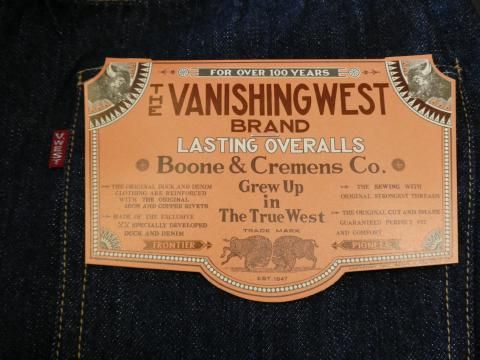 FOR OVER 100 YEARS
THE VANISHING WEST
BRAND
LASTING OVERALLS
Boone & Cremens Co.
Grew Up
in
The True West
THE ORIGINAL DUCK AND DENIM
CLOTHING ARE REINFORCED
WITH THE ORIGINAL
IRON AND COPPER RIVETS
MADE OF THE EXCLUSIVE
XX SPECIALLY DEVELOPED
DUCK AND DENIM
THE SEWING WITH
ORIGINAL STRONGEST THREADS
THE ORIGINAL CUT AND SHAPE
GUARANTEED PERFECT FIT
AND COMFORT
TRADE MARK
FRONTIER
PIONEER
EST. 1947
V WEST